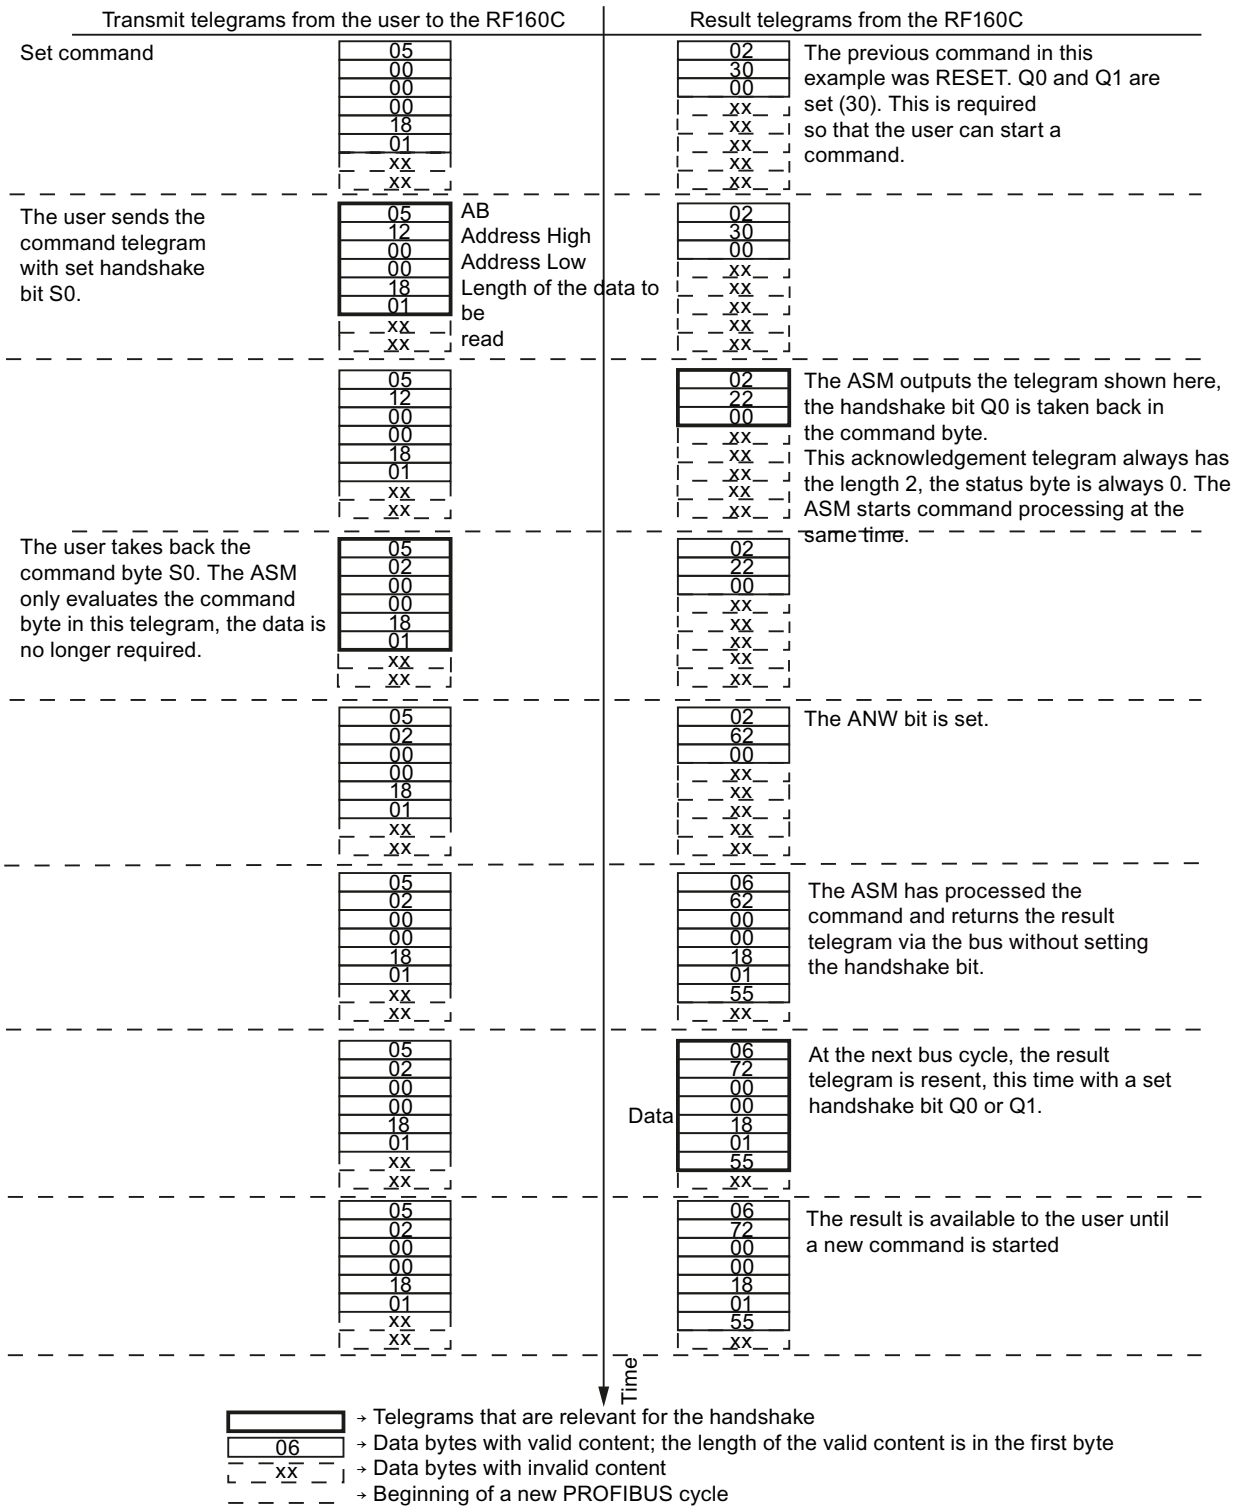 Transmit telegrams from the user to the RF160C
Result telegrams from the RF160C
Set command
05
00
00
00
18
01
xx
xx
02
30
00
xx
xx
xx
xx
xx
The previous command in this
example was RESET. Q0 and Q1 are
set (30). This is required
so that the user can start a
command.
The user sends the
command telegram
with set handshake
bit S0.
05
12
00
00
18
01
xx
xx
AB
Address High
Address Low
Length of the data to
be
read
02
30
00
xx
xx
xx
xx
xx
05
12
00
00
18
01
xx
xx
02
22
00
xx
xx
xx
xx
xx
The ASM outputs the telegram shown here,
the handshake bit Q0 is taken back in
the command byte.
This acknowledgement telegram always has
the length 2, the status byte is always 0. The
ASM starts command processing at the
same time.
The user takes back the
command byte S0. The ASM
only evaluates the command
byte in this telegram, the data is
no longer required.
05
02
00
00
18
01
xx
xx
02
22
00
xx
xx
xx
xx
xx
05
02
00
00
18
01
xx
xx
02
62
00
xx
xx
xx
xx
xx
The ANW bit is set.
05
02
00
00
18
01
xx
xx
06
62
00
00
18
01
55
xx
The ASM has processed the
command and returns the result
telegram via the bus without setting
the handshake bit.
05
02
00
00
18
01
xx
xx
Data
06
72
00
00
18
01
55
xx
At the next bus cycle, the result
telegram is resent, this time with a set
handshake bit Q0 or Q1.
05
02
00
00
18
01
xx
xx
06
72
00
00
18
01
55
xx
The result is available to the user until
a new command is started
Time
→ Telegrams that are relevant for the handshake
06 → Data bytes with valid content; the length of the valid content is in the first byte
xx → Data bytes with invalid content
→ Beginning of a new PROFIBUS cycle